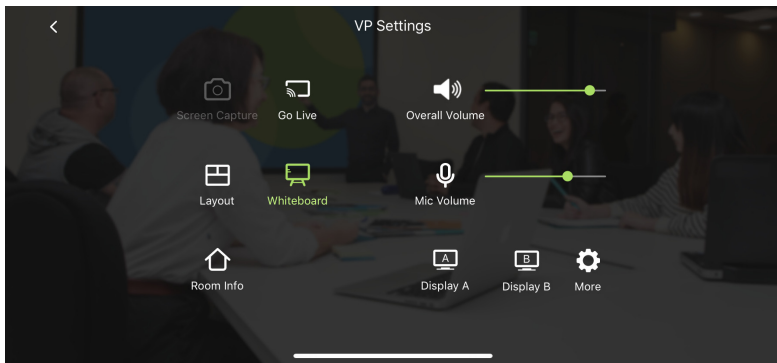 VP Settings
Screen Capture
Go Live
Overall Volume
Layout
Whiteboard
Mic Volume
Room Info
A
Display A
B
Display B
More